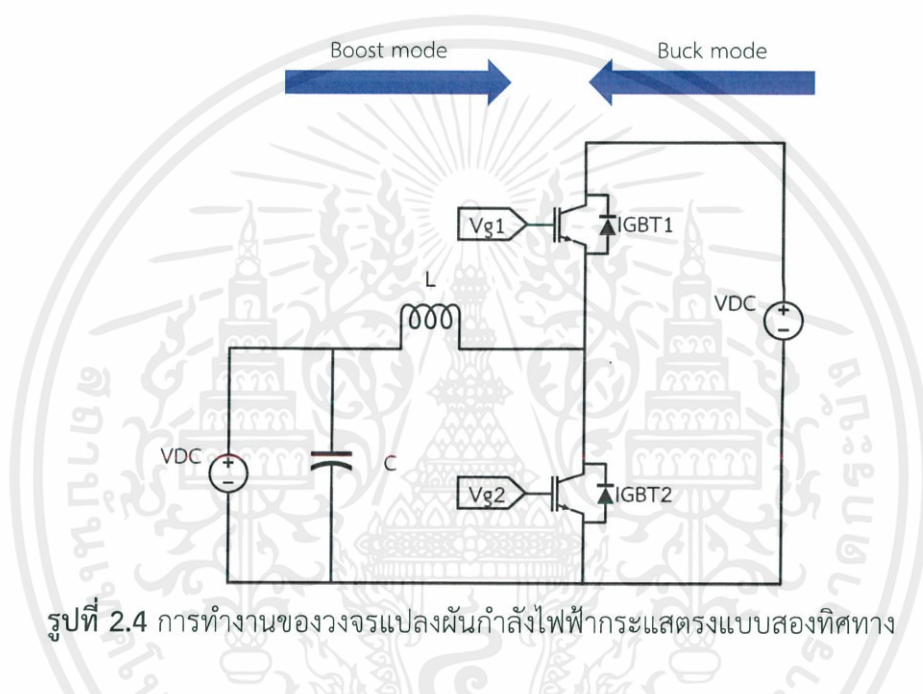 Boost mode
Buck mode
Vg1
IGBT1
L
VDC
VDC
C
Vg2
IGBT2
รูปที่ 2.4 การทำงานของวงจรแปลงผันกำลังไฟฟ้ากระแสตรงแบบสองทิศทาง